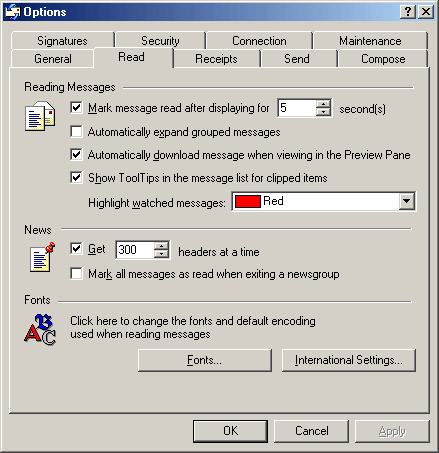 Options
Signatures Security Connection Maintenance
General Read Receipts Send Compose
Reading Messages
Mark message read after displaying for 5 second(s)
Automatically expand grouped messages
Automatically download message when viewing in the Preview Pane
Show ToolTips in the message list for clipped items
Highlight watched messages: Red
News
Get 300 headers at a time
Mark all messages as read when exiting a newsgroup
Fonts
Click here to change the fonts and default encoding
used when reading messages
Fonts... International Settings...
OK Cancel Apply